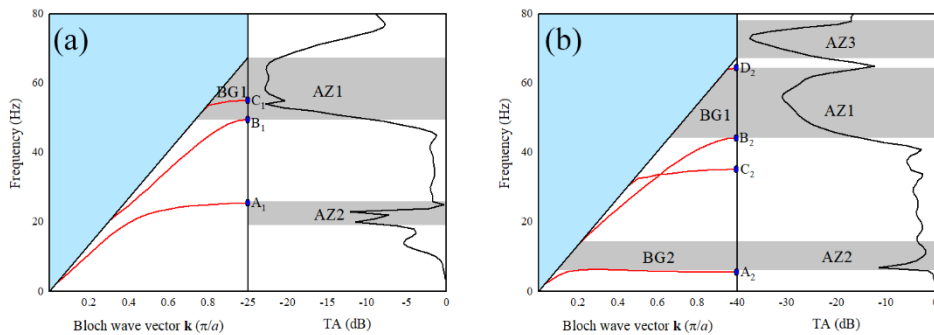 (a)
80
60
40
20
0
Frequency (Hz)
BG1
C1
B1
A1
AZ1
AZ2
0.2 0.4 0.6 0.8 -25 -20 -15 -10 -5 0
Bloch wave vector k (π/a) TA (dB)
(b)
80
60
40
20
0
Frequency (Hz)
AZ3
D2
BG1
AZ1
B2
C2
BG2
AZ2
A2
0.2 0.4 0.6 0.8 -40 -30 -20 -10 0
Bloch wave vector k (π/a) TA (dB)